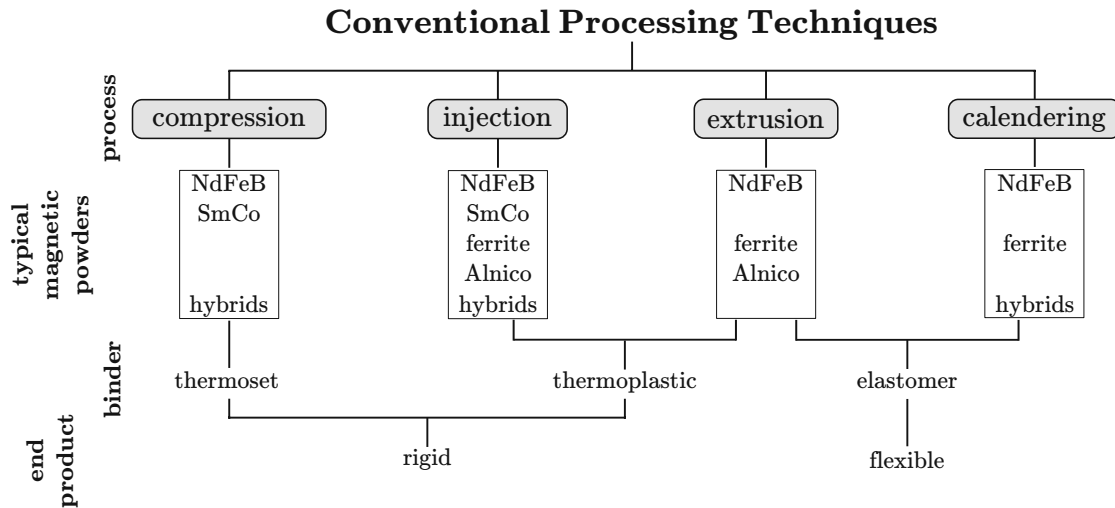 Conventional Processing Techniques
process
compression
injection
extrusion
calendering
typical
magnetic
powders
NdFeB
SmCo
hybrids
NdFeB
SmCo
ferrite
Alnico
hybrids
NdFeB
ferrite
Alnico
NdFeB
ferrite
hybrids
binder
thermoset
thermoplastic
elastomer
end
product
rigid
flexible